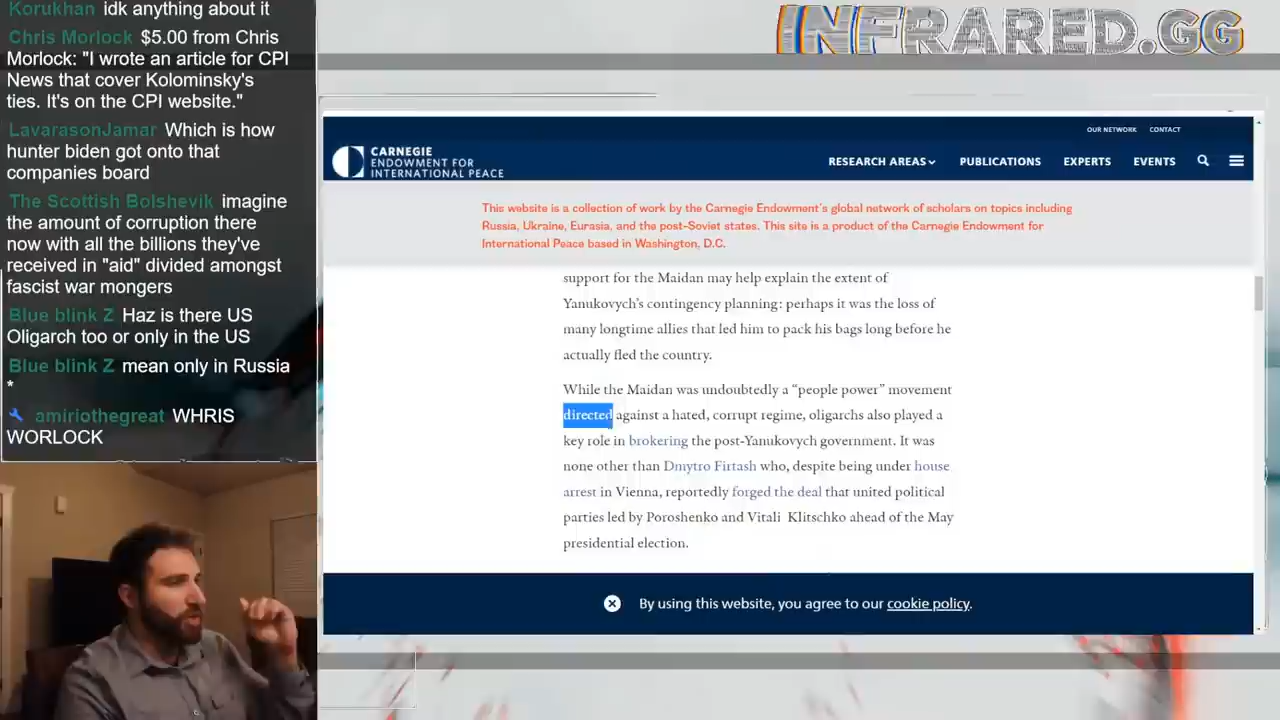 Korukhan idk anything about it
Chris Morlock $5.00 from Chris
Morlock: "I wrote an article for CPI
News that cover Kolominsky's
ties. It's on the CPI website."
LavarasonJamar Which is how
hunter biden got onto that
companies board
The Scottish Bolshevik imagine
the amount of corruption there
now with all the billions they've
received in "aid" divided amongst
fascist war mongers
Blue blink Z Haz is there US
Oligarch too or only in the US
Blue blink Z mean only in Russia
*
amiriothegreat WHRIS
WORLOCK
INFRARED.GG
OUR NETWORK CONTACT
CARNEGIE
ENDOWMENT FOR
INTERNATIONAL PEACE
RESEARCH AREAS PUBLICATIONS EXPERTS EVENTS
This website is a collection of work by the Carnegie Endowment's global network of scholars on topics including
Russia, Ukraine, Eurasia, and the post-Soviet states. This site is a product of the Carnegie Endowment for
International Peace based in Washington, D.C.
support for the Maidan may help explain the extent of
Yanukovych's contingency planning: perhaps it was the loss of
many longtime allies that led him to pack his bags long before he
actually fled the country.
While the Maidan was undoubtedly a “people power” movement
directed against a hated, corrupt regime, oligarchs also played a
key role in brokering the post-Yanukovych government. It was
none other than Dmytro Firtash who, despite being under house
arrest in Vienna, reportedly forged the deal that united political
parties led by Poroshenko and Vitali Klitschko ahead of the May
presidential election.
By using this website, you agree to our cookie policy.